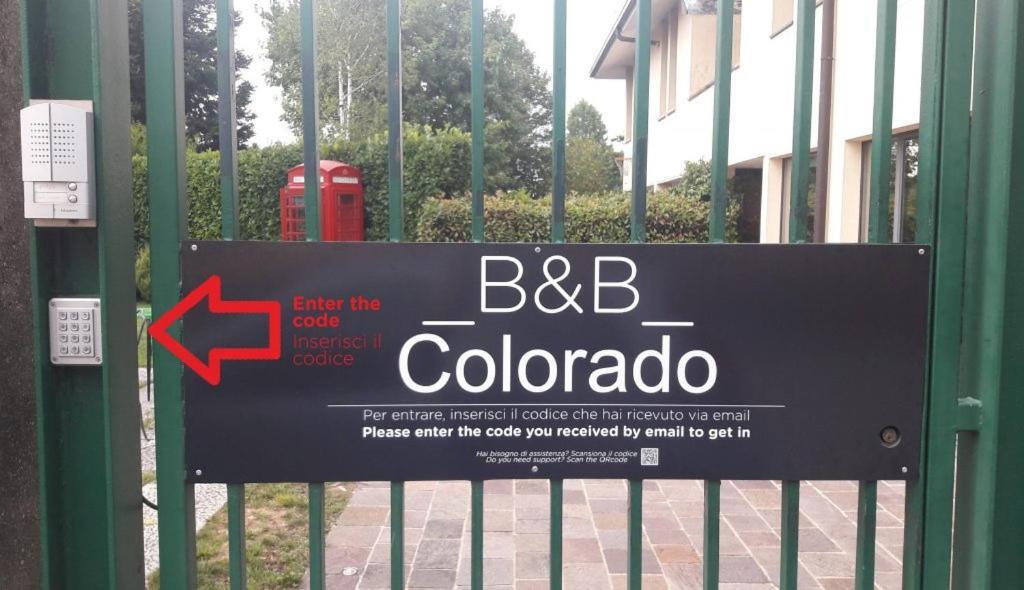 _B&B_
Colorado
Enter the
code
Inserisci il
codice
Per entrare, inserisci il codice che hai ricevuto via email
Please enter the code you received by email to get in
Hai bisogno di assistenza? Scansiona il codice
Do you need support? Scan the QRcode